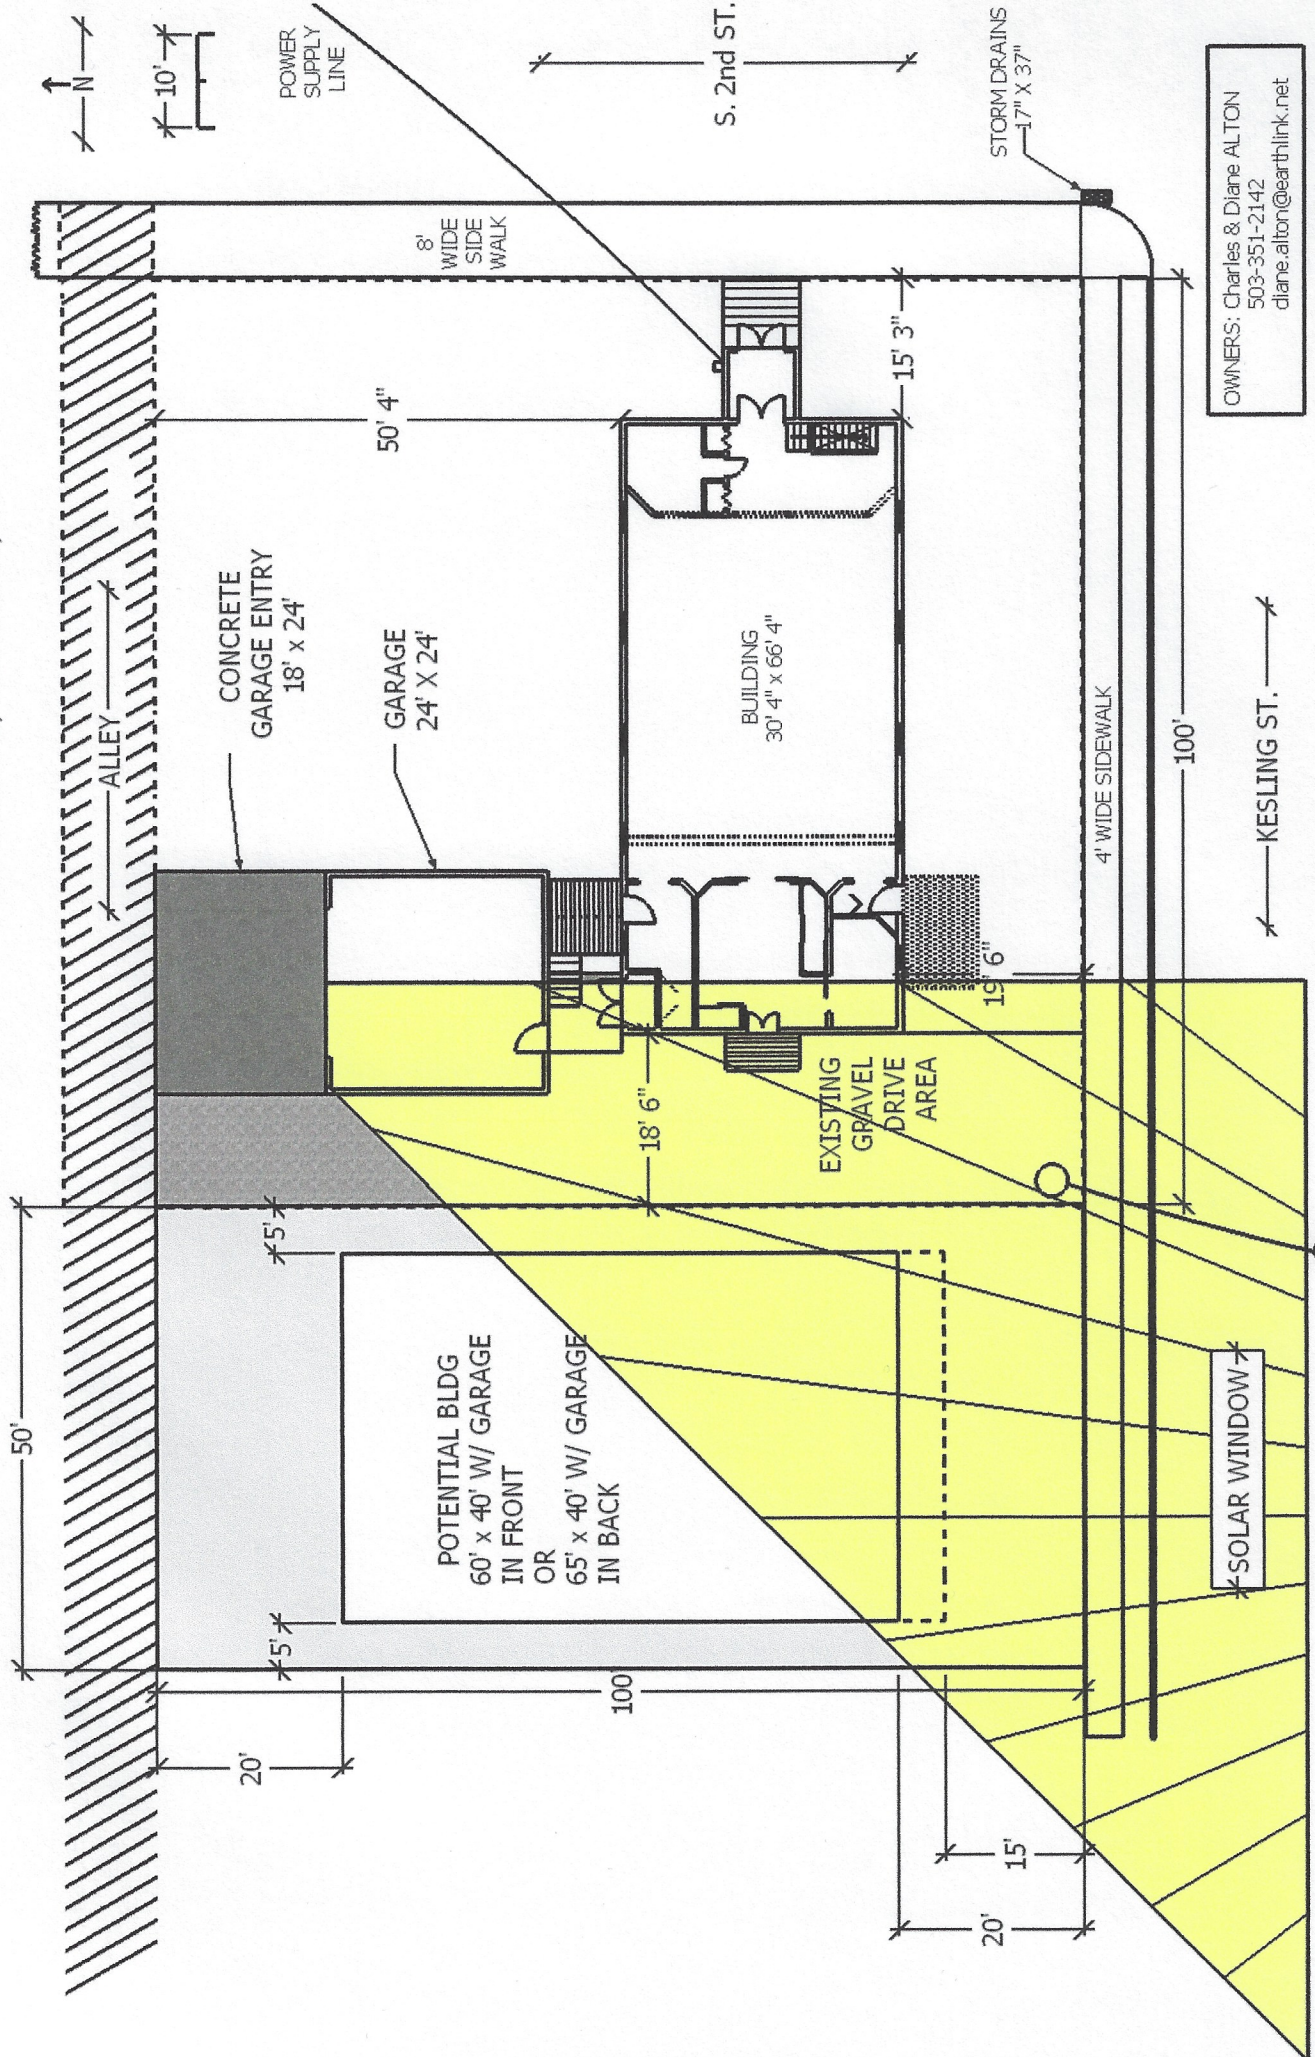 N
10'
POWER
SUPPLY
LINE
S. 2nd ST.
STORM DRAINS
17" X 37"
OWNERS: Charles & Diane ALTON
503-351-2142
diane.alton@earthlink.net
8'
WIDE
SIDE
WALK
50' 4"
15' 3"
ALLEY
CONCRETE
GARAGE ENTRY
18' x 24'
GARAGE
24' X 24'
BUILDING
30' 4" x 66' 4"
4' WIDE SIDEWALK
100'
KESLING ST.
19' 6"
18' 6"
EXISTING
GRAVEL
DRIVE
AREA
50'
5'
POTENTIAL BLDG
60' x 40' W/ GARAGE
IN FRONT
OR
65' x 40' W/ GARAGE
IN BACK
5'
SOLAR WINDOW
100
20'
15'
20'